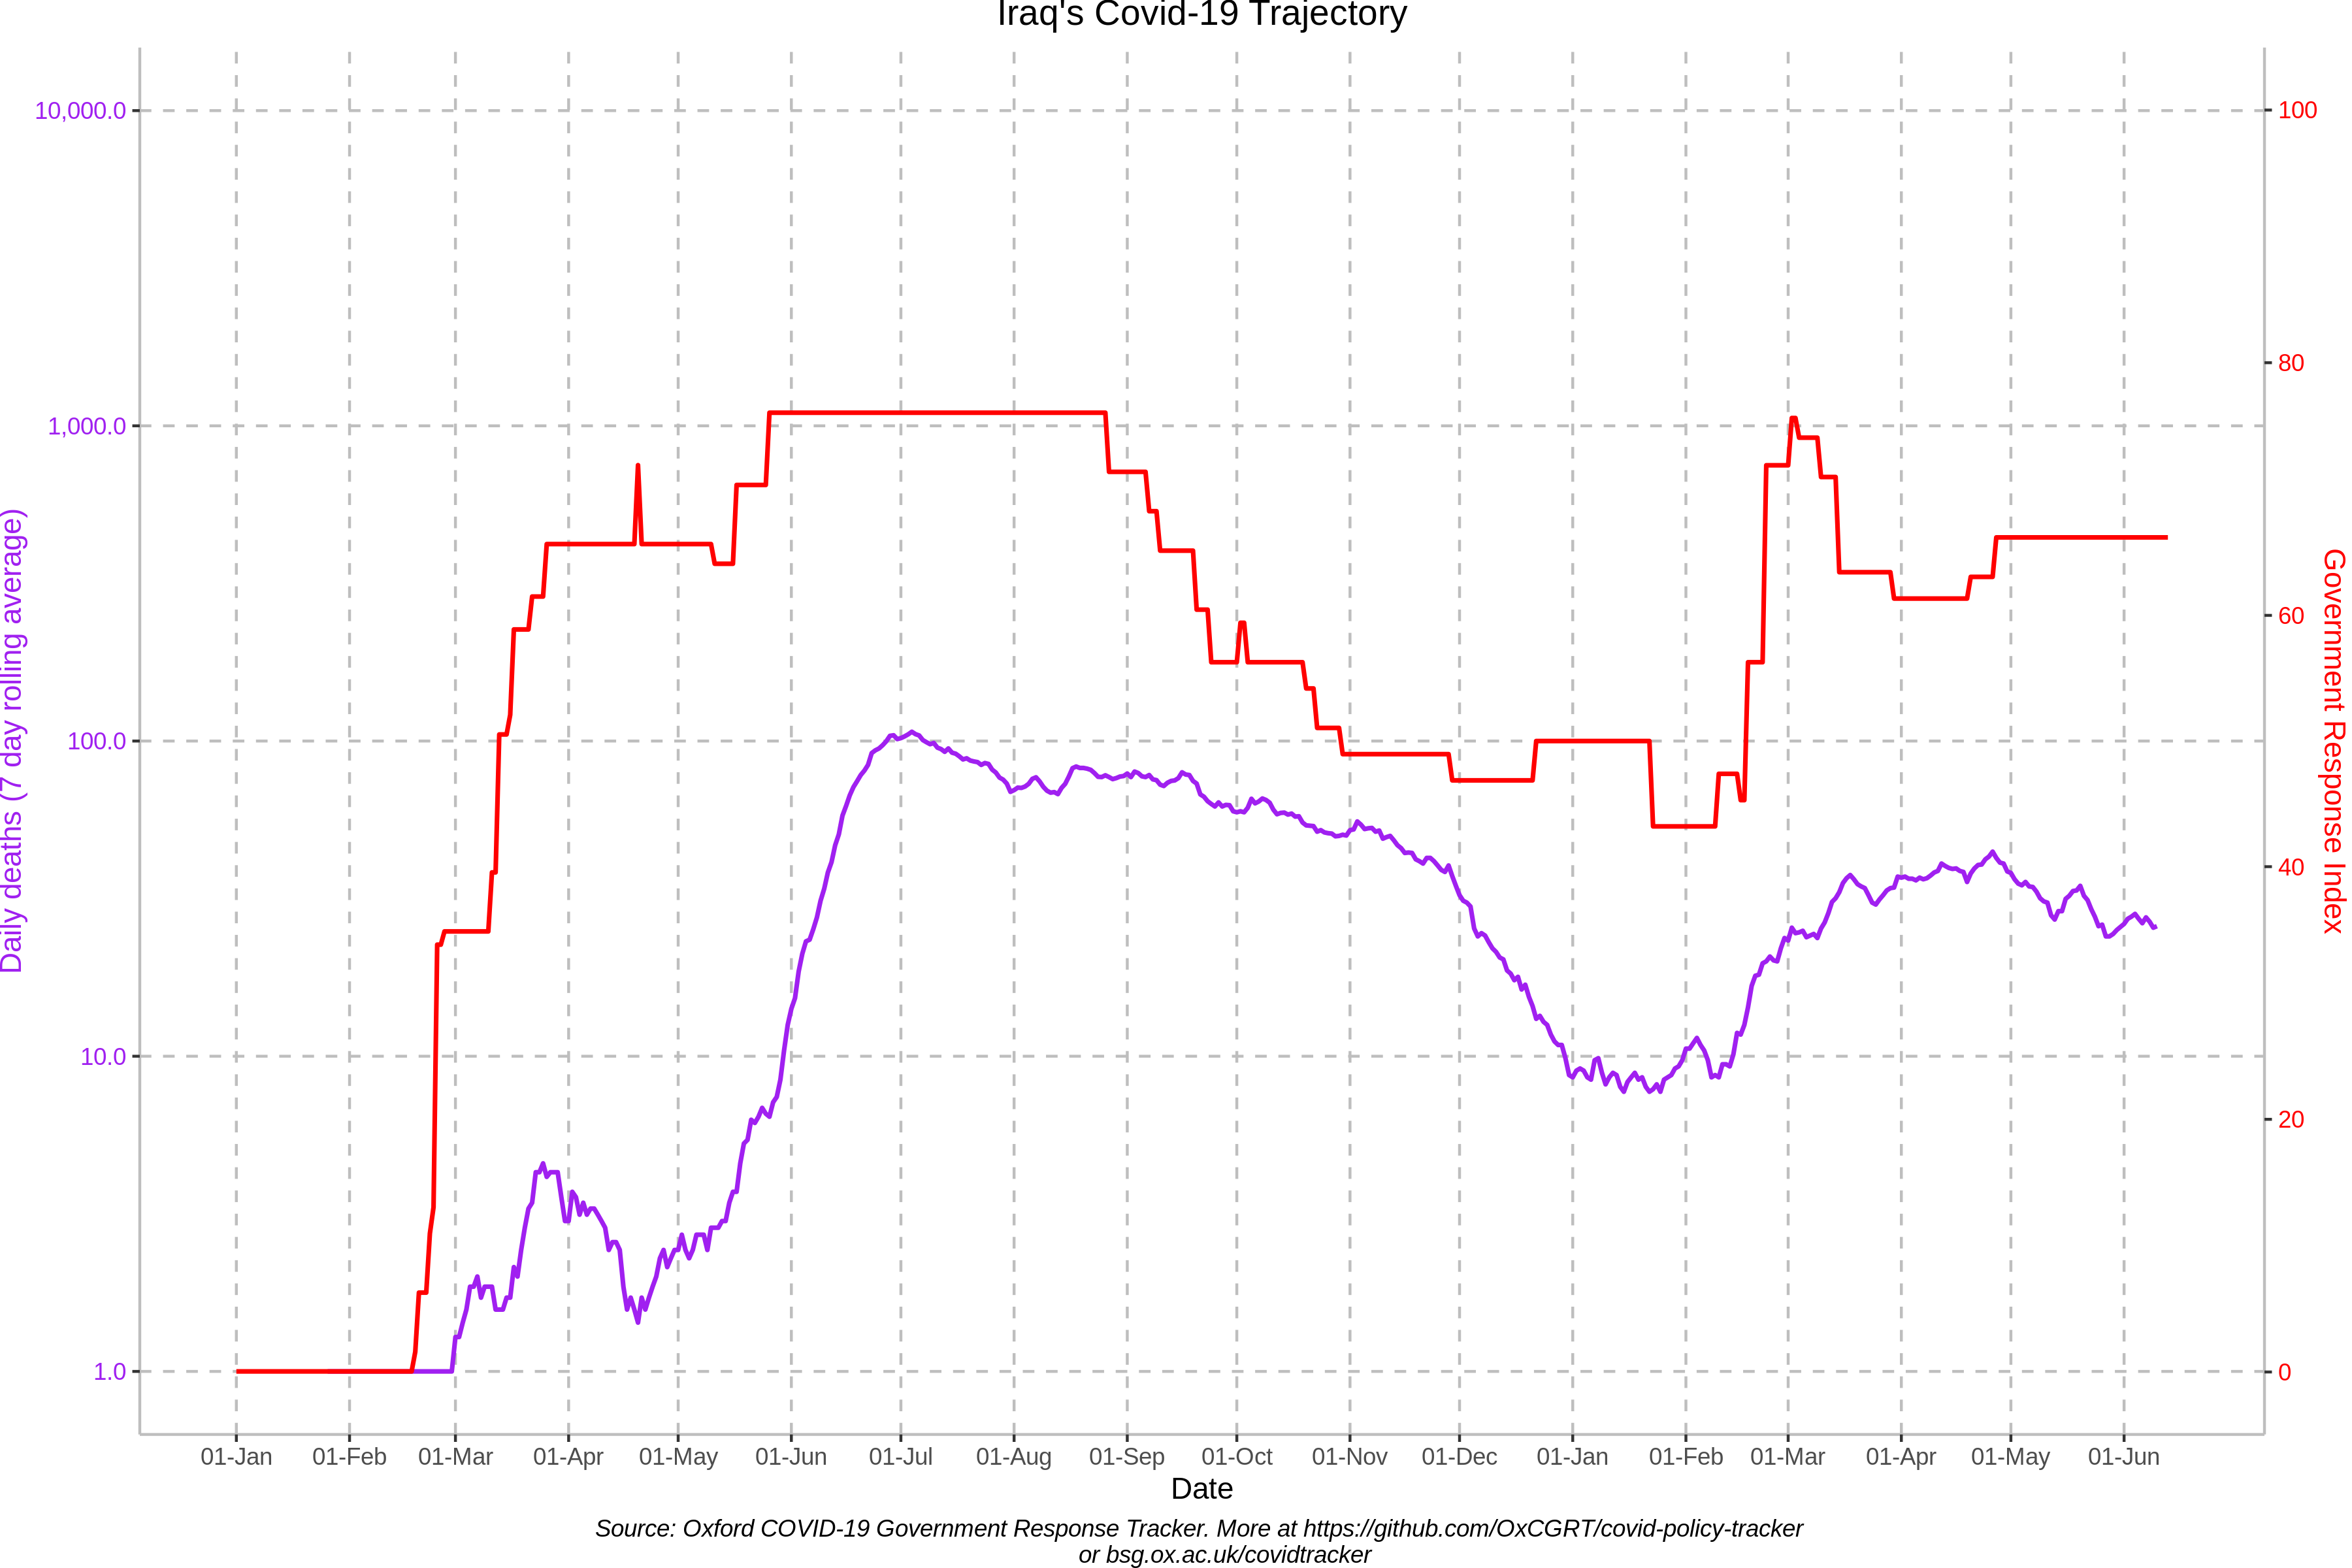 Iraq's Covid-19 Trajectory
10,000.0
1,000.0
100.0
10.0
1.0
Daily deaths (7 day rolling average)
100
80
60
40
20
0
Government Response Index
01-Jan 01-Feb 01-Mar 01-Apr 01-May 01-Jun 01-Jul 01-Aug 01-Sep 01-Oct 01-Nov 01-Dec 01-Jan 01-Feb 01-Mar 01-Apr 01-May 01-Jun
Date
Source: Oxford COVID-19 Government Response Tracker. More at https://github.com/OxCGRT/covid-policy-tracker
or bsg.ox.ac.uk/covidtracker